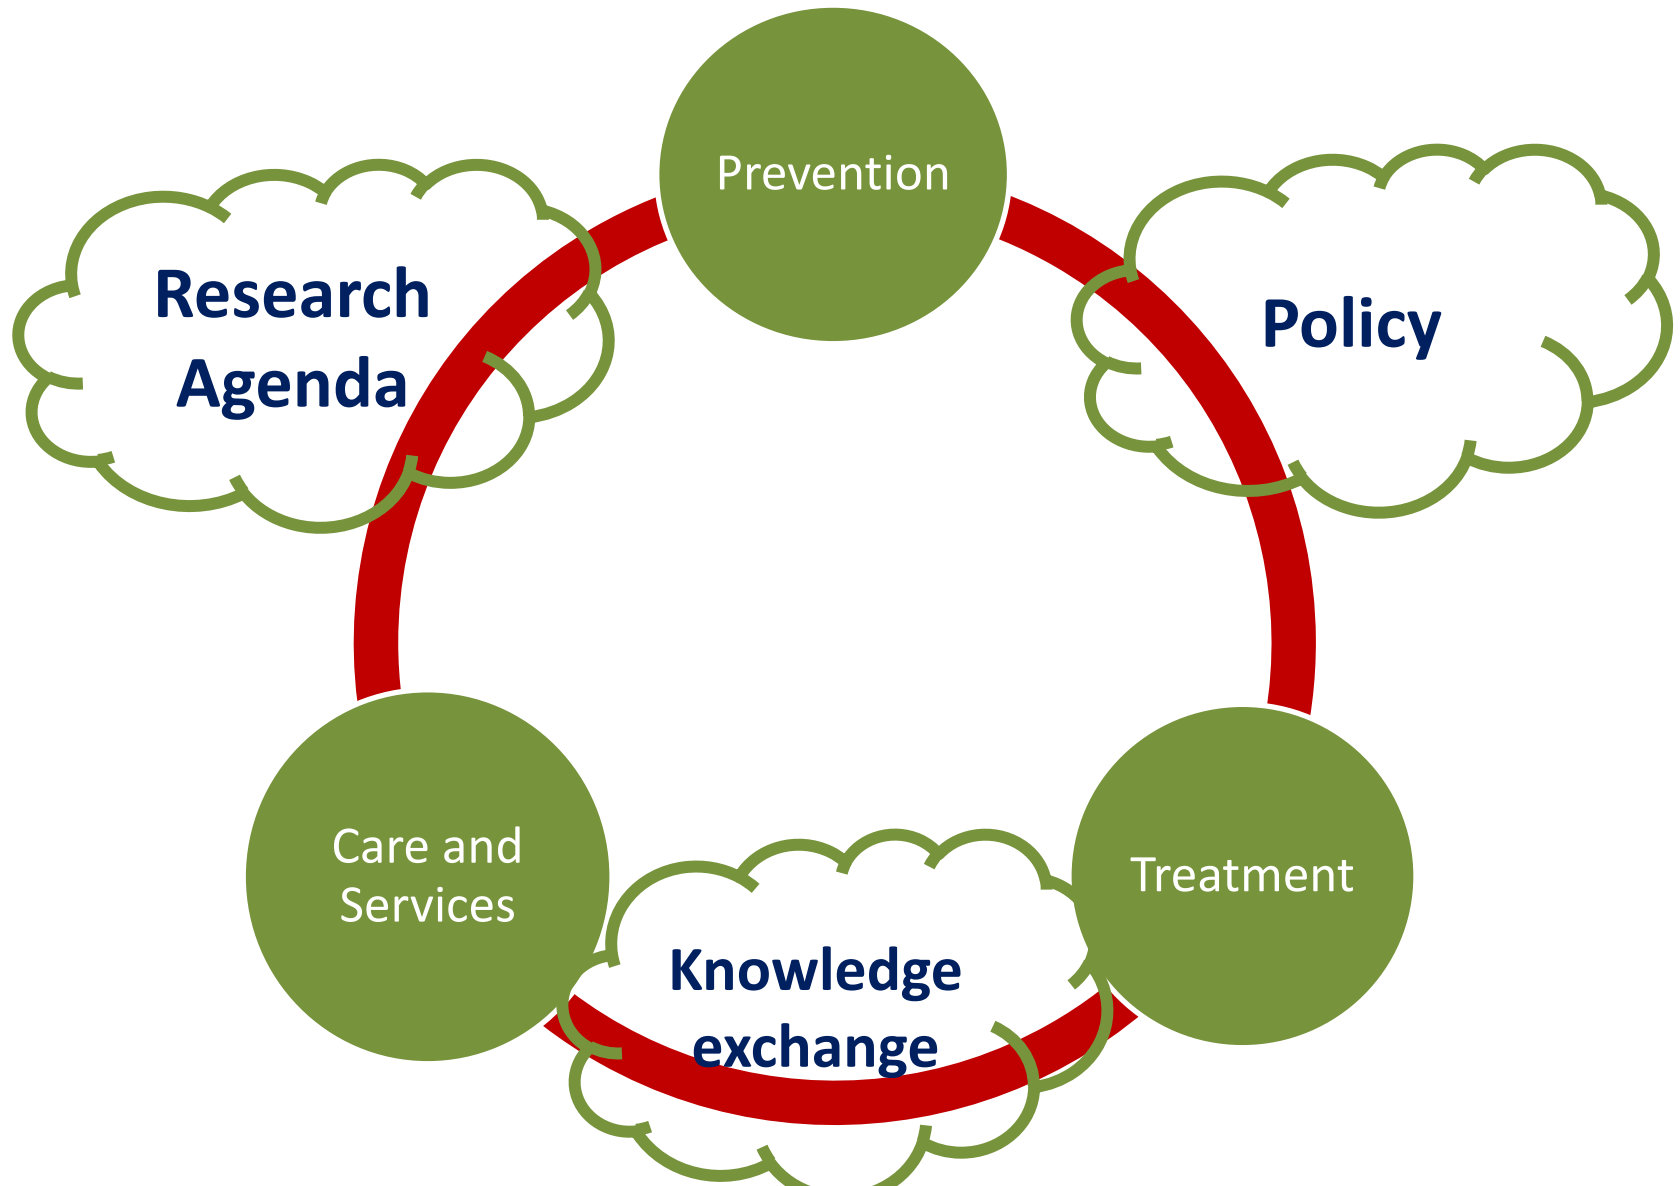 Prevention
Research
Agenda
Policy
Care and
Services
Treatment
Knowledge
exchange